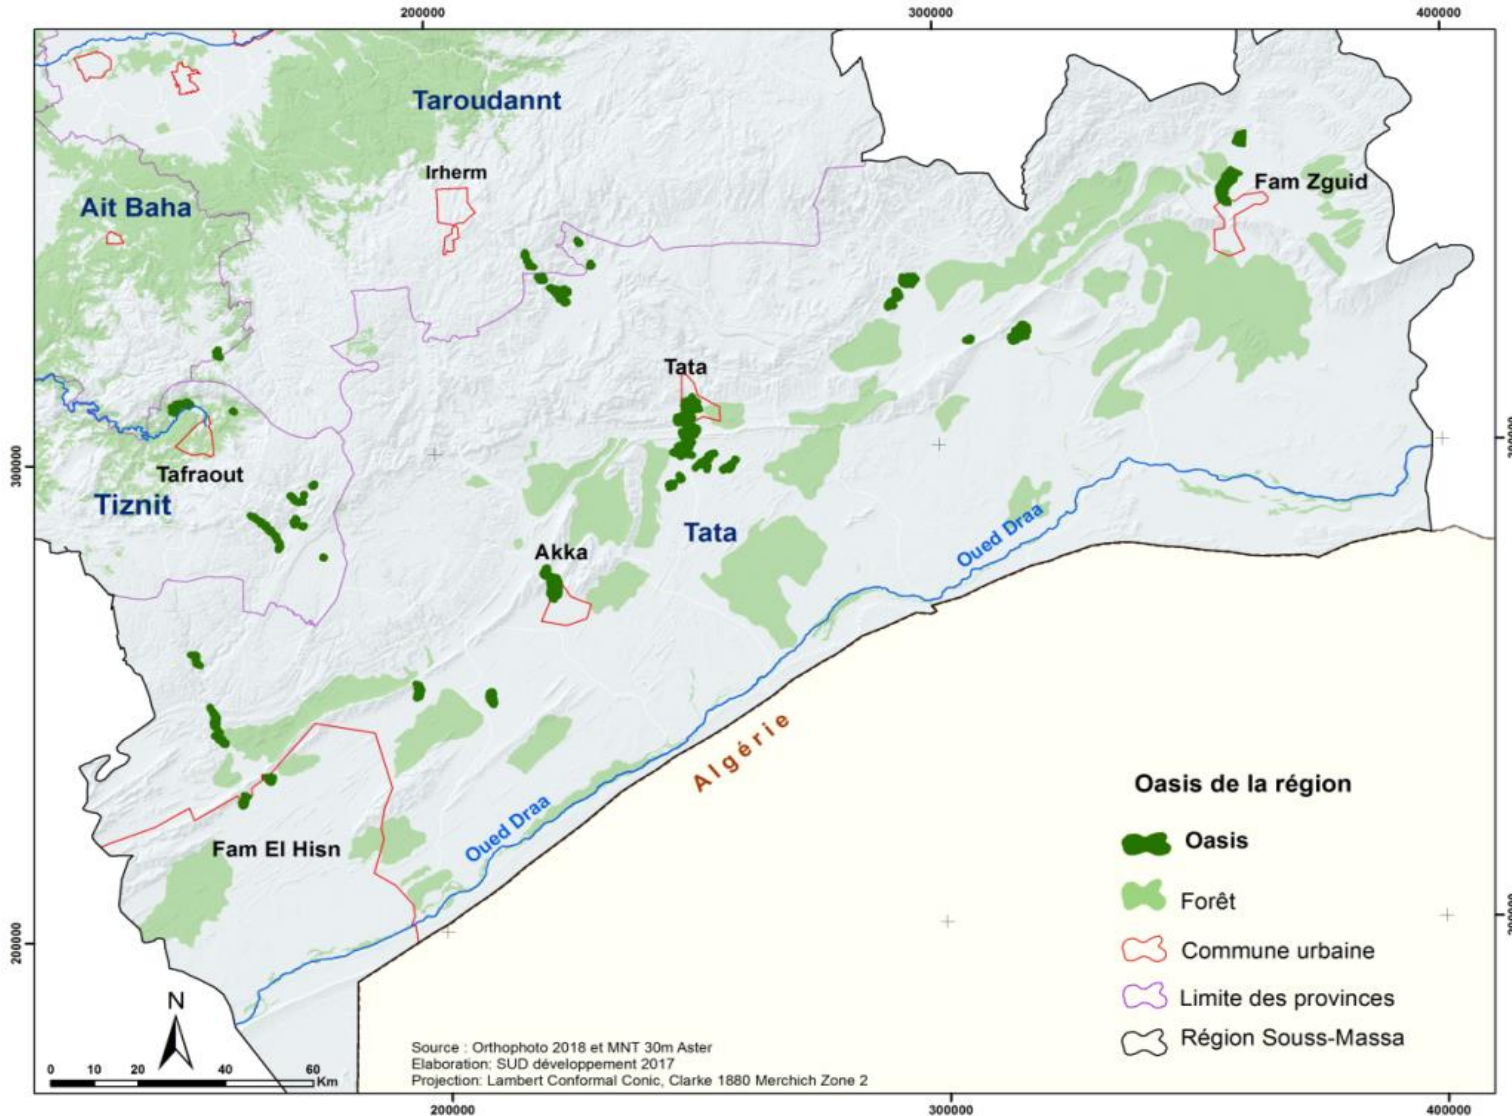 200000
300000
400000
Taroudannt
Irherm
Fam Zguid
Ait Baha
Tata
300000
Tafraout
Tiznit
Tata
Oued Draa
Akka
Algérie
Oasis de la région
Oued Draa
Oasis
Fam El Hisn
Forêt
200000
Commune urbaine
N
Limite des provinces
Région Souss-Massa
Source : Orthophoto 2018 et MNT 30m Aster
0 10 20 40 60
Km
Elaboration: SUD développement 2017
Projection: Lambert Conformal Conic, Clarke 1880 Merchich Zone 2
200000
300000
400000